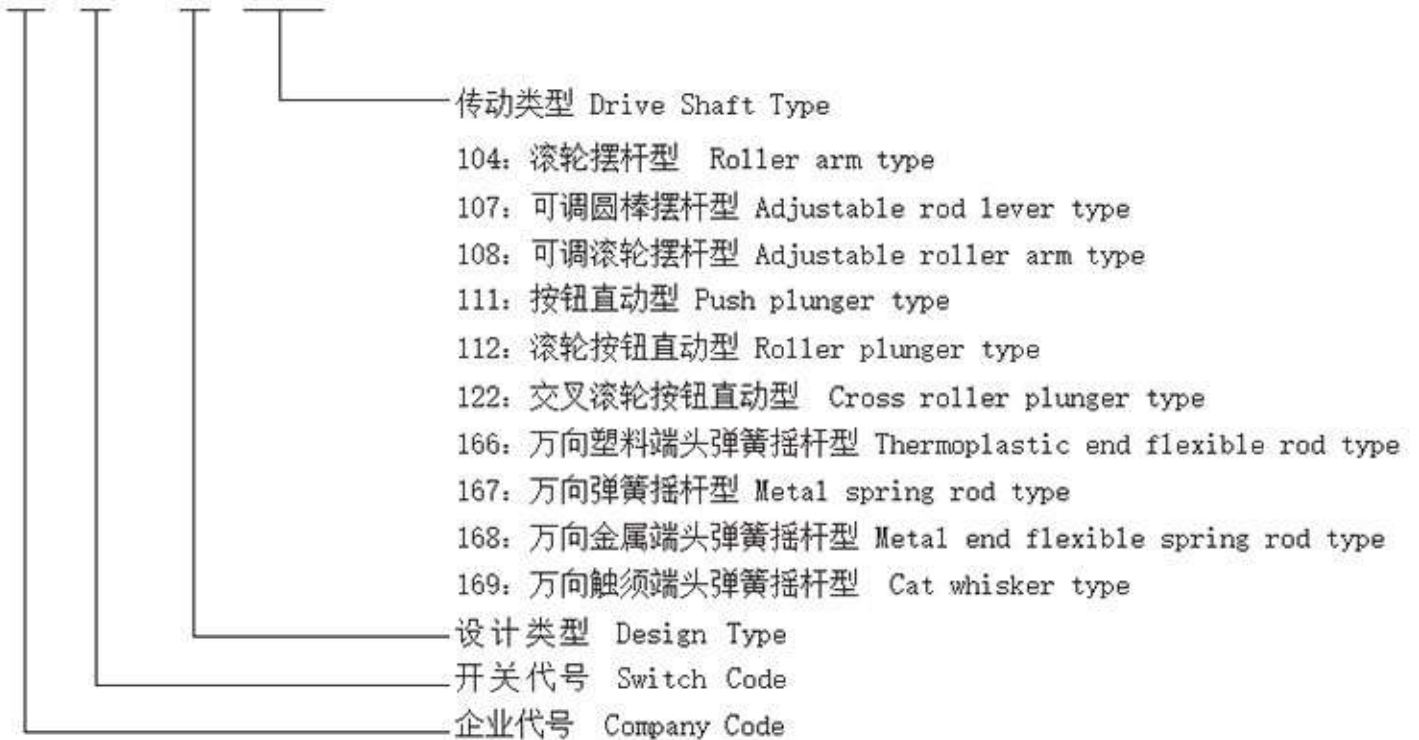 传动类型 Drive Shaft Type
104: 滚轮摆杆型 Roller arm type
107: 可调圆棒摆杆型 Adjustable rod lever type
108: 可调滚轮摆杆型 Adjustable roller arm type
111: 按钮直动型 Push plunger type
112: 滚轮按钮直动型 Roller plunger type
122: 交叉滚轮按钮直动型 Cross roller plunger type
166: 万向塑料端头弹簧摇杆型 Thermoplastic end flexible rod type
167: 万向弹簧摇杆型 Metal spring rod type
168: 万向金属端头弹簧摇杆型 Metal end flexible spring rod type
169: 万向触须端头弹簧摇杆型 Cat whisker type
设计类型 Design Type
开关代号 Switch Code
企业代号 Company Code